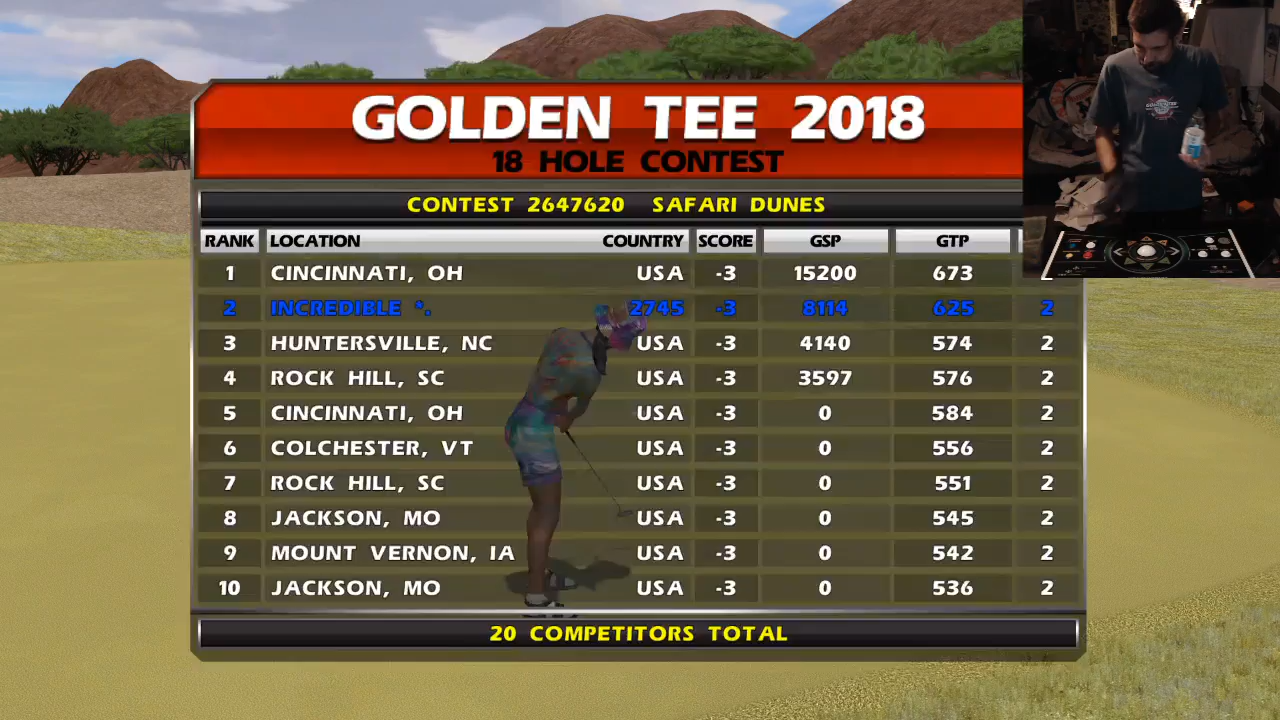 GOLDEN TEE 2018
18 HOLE CONTEST
CONTEST 2647620 SAFARI DUNES
RANK LOCATION COUNTRY SCORE GSP GTP
1 CINCINNATI, OH USA -3 15200 673
2 INCREDIBLE *. 2745 -3 8114 625 2
3 HUNTERSVILLE, NC USA -3 4140 574 2
4 ROCK HILL, SC USA -3 3597 576 2
5 CINCINNATI, OH USA -3 0 584 2
6 COLCHESTER, VT USA -3 0 556 2
7 ROCK HILL, SC USA -3 0 551 2
8 JACKSON, MO USA -3 0 545 2
9 MOUNT VERNON, IA USA -3 0 542 2
10 JACKSON, MO USA -3 0 536 2
20 COMPETITORS TOTAL